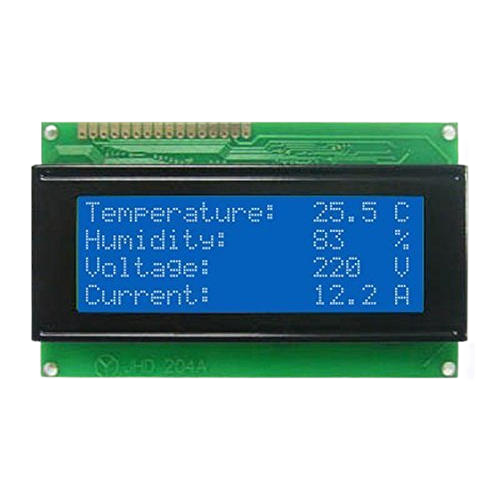 Temperature: 25.5 C
Humidity: 83 %
Voltage: 220 V
Current: 12.2 A
JHD 204A